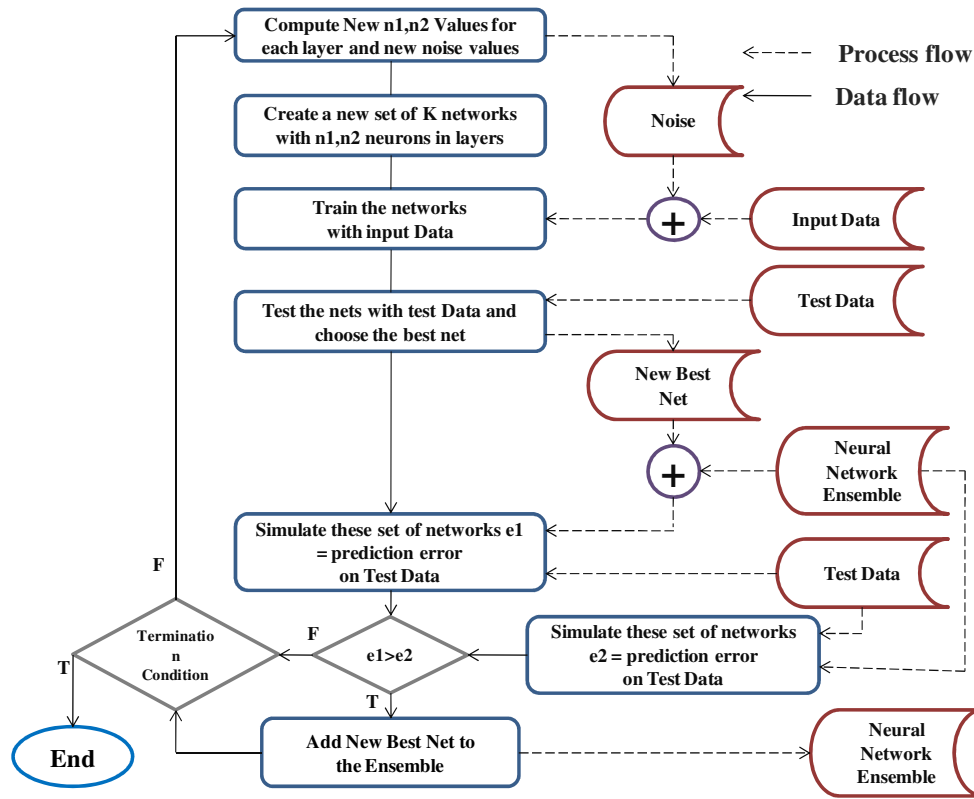 Compute New n1,n2 Values for
each layer and new noise values
Process flow
Data flow
Create a new set of K networks
with n1,n2 neurons in layers
Noise
Train the networks
with input Data
+
Input Data
Test the nets with test Data and
choose the best net
Test Data
New Best
Net
+
Neural
Network
Ensemble
Simulate these set of networks e1
= prediction error
on Test Data
Test Data
F
Terminatio
n
Condition
T
F
e1>e2
T
Simulate these set of networks
e2 = prediction error
on Test Data
End
Add New Best Net to
the Ensemble
Neural
Network
Ensemble